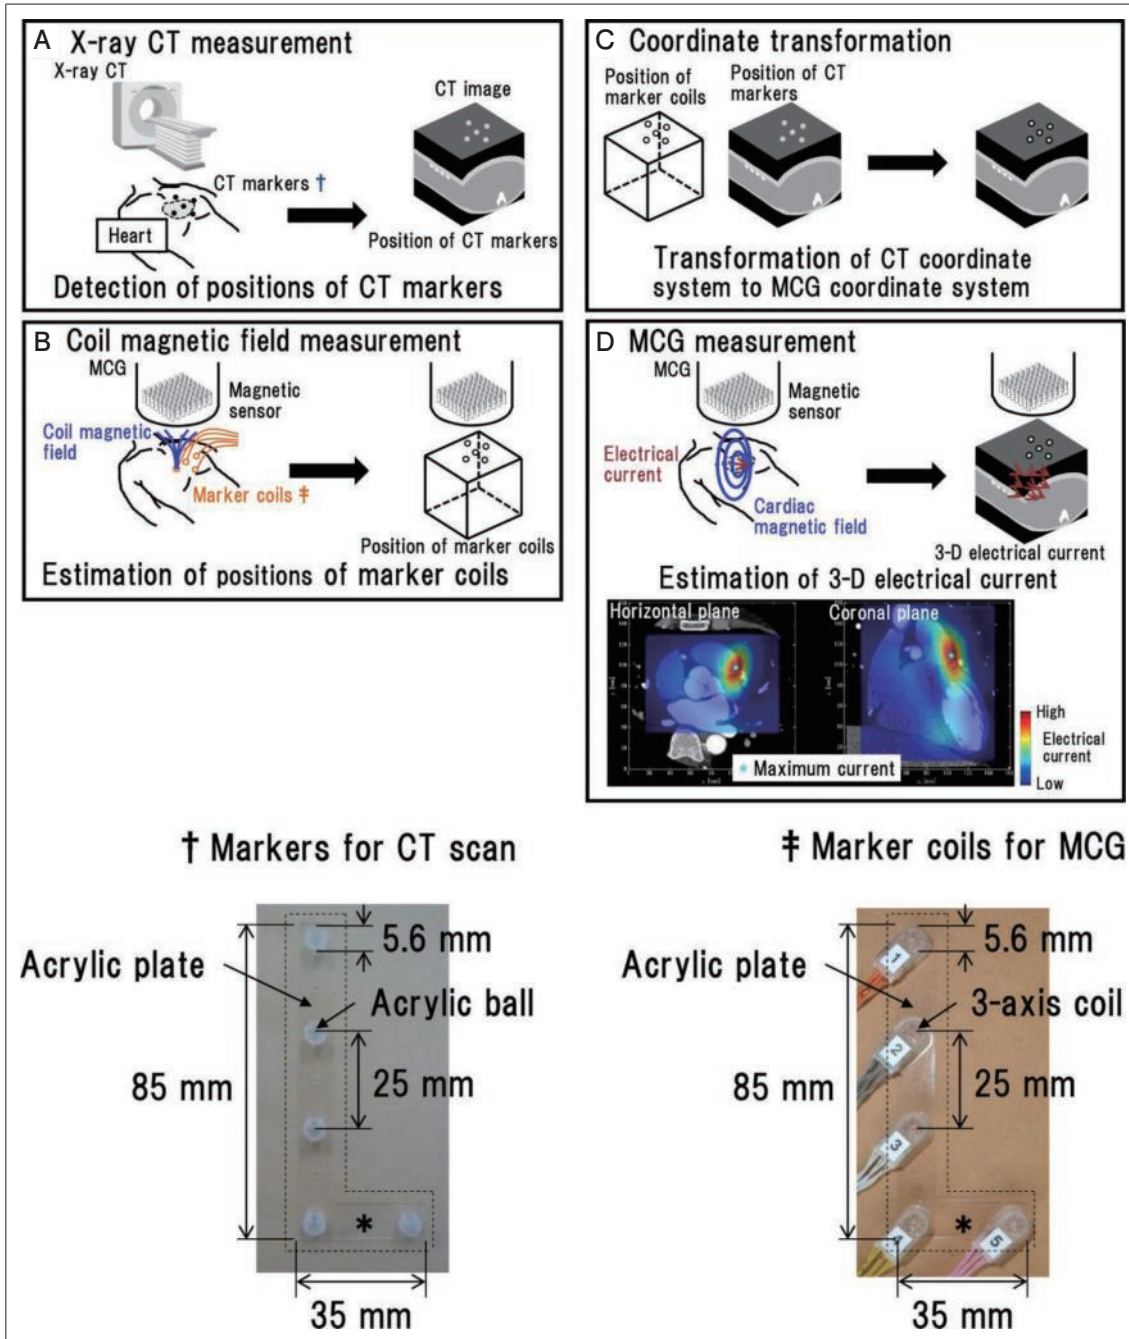 A X-ray CT measurement
X-ray CT
CT image
CT markers †
Heart
Position of CT markers
Detection of positions of CT markers
B Coil magnetic field measurement
MCG
Magnetic
sensor
Coil magnetic
field
Marker coils ‡
Position of marker coils
Estimation of positions of marker coils
C Coordinate transformation
Position of
marker coils
Position of CT
markers
Transformation of CT coordinate
system to MCG coordinate system
D MCG measurement
MCG
Magnetic
sensor
Electrical
current
Cardiac
magnetic field
3-D electrical current
Estimation of 3-D electrical current
Horizontal plane
Coronal plane
High
Electrical
current
Low
Maximum current
† Markers for CT scan
5.6 mm
Acrylic plate
Acrylic ball
85 mm
25 mm
*
35 mm
‡ Marker coils for MCG
1
5.6 mm
Acrylic plate
3-axis coil
2
85 mm
25 mm
3
4
*
5
35 mm